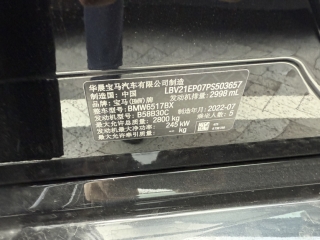 华晨宝马汽车有限公司制造
制造国：中国 LBV21EP07PS503657
品牌：宝马(BMW)牌 发动机排量：2998 mL
整车型号：BMW6517BX
发动机型号：B58B30C 制造年月：2022-07
最大允许总质量：2800 kg 乘坐人数：5
发动机最大净功率：245 kW
最大允许牵引质量：-- kg